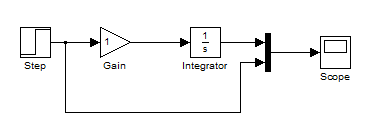 1
1
s
Step
Gain
Integrator
Scope